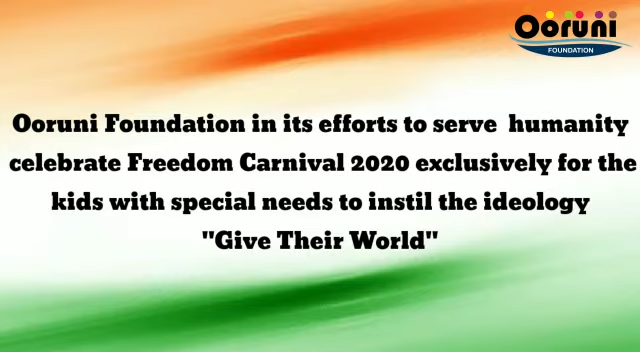 Ooruni
FOUNDATION
Ooruni Foundation in its efforts to serve humanity
celebrate Freedom Carnival 2020 exclusively for the
kids with special needs to instil the ideology
"Give Their World"